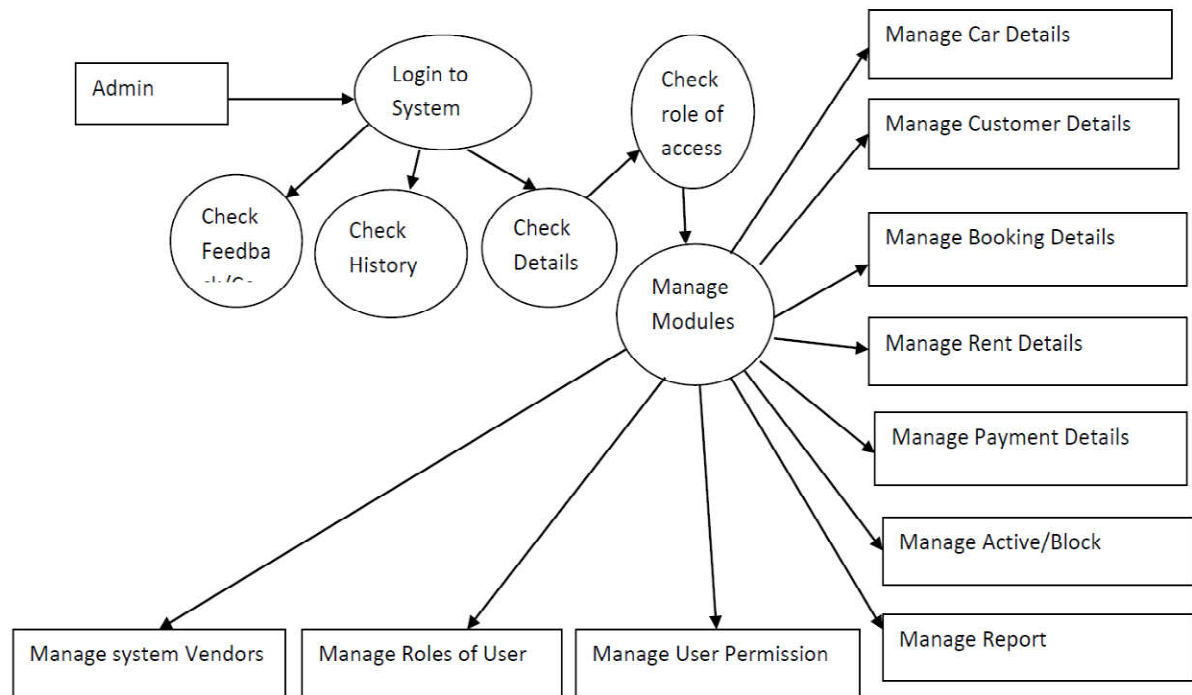 Admin
Login to
System
Check
role of
access
Check
Feedba
Check
History
Check
Details
Manage
Modules
Manage Car Details
Manage Customer Details
Manage Booking Details
Manage Rent Details
Manage Payment Details
Manage Active/Block
Manage Report
Manage system Vendors
Manage Roles of User
Manage User Permission